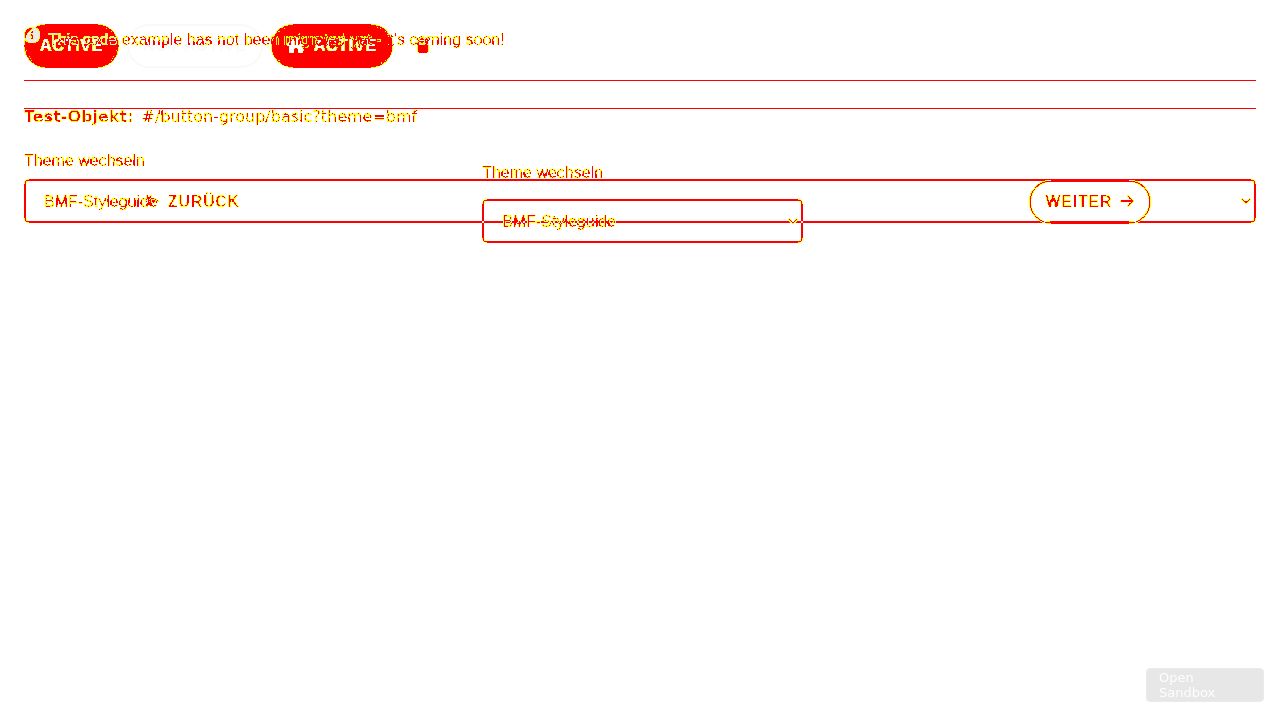 This code example has not been migrated yet - it's coming soon!
ACTIVE ACTIVE
Test-Objekt: #/button-group/basic?theme=bmf
Theme wechseln
Theme wechseln
BMF-Styleguide ZURÜCK WEITER →
BMF-Styleguide
Open
Sandbox